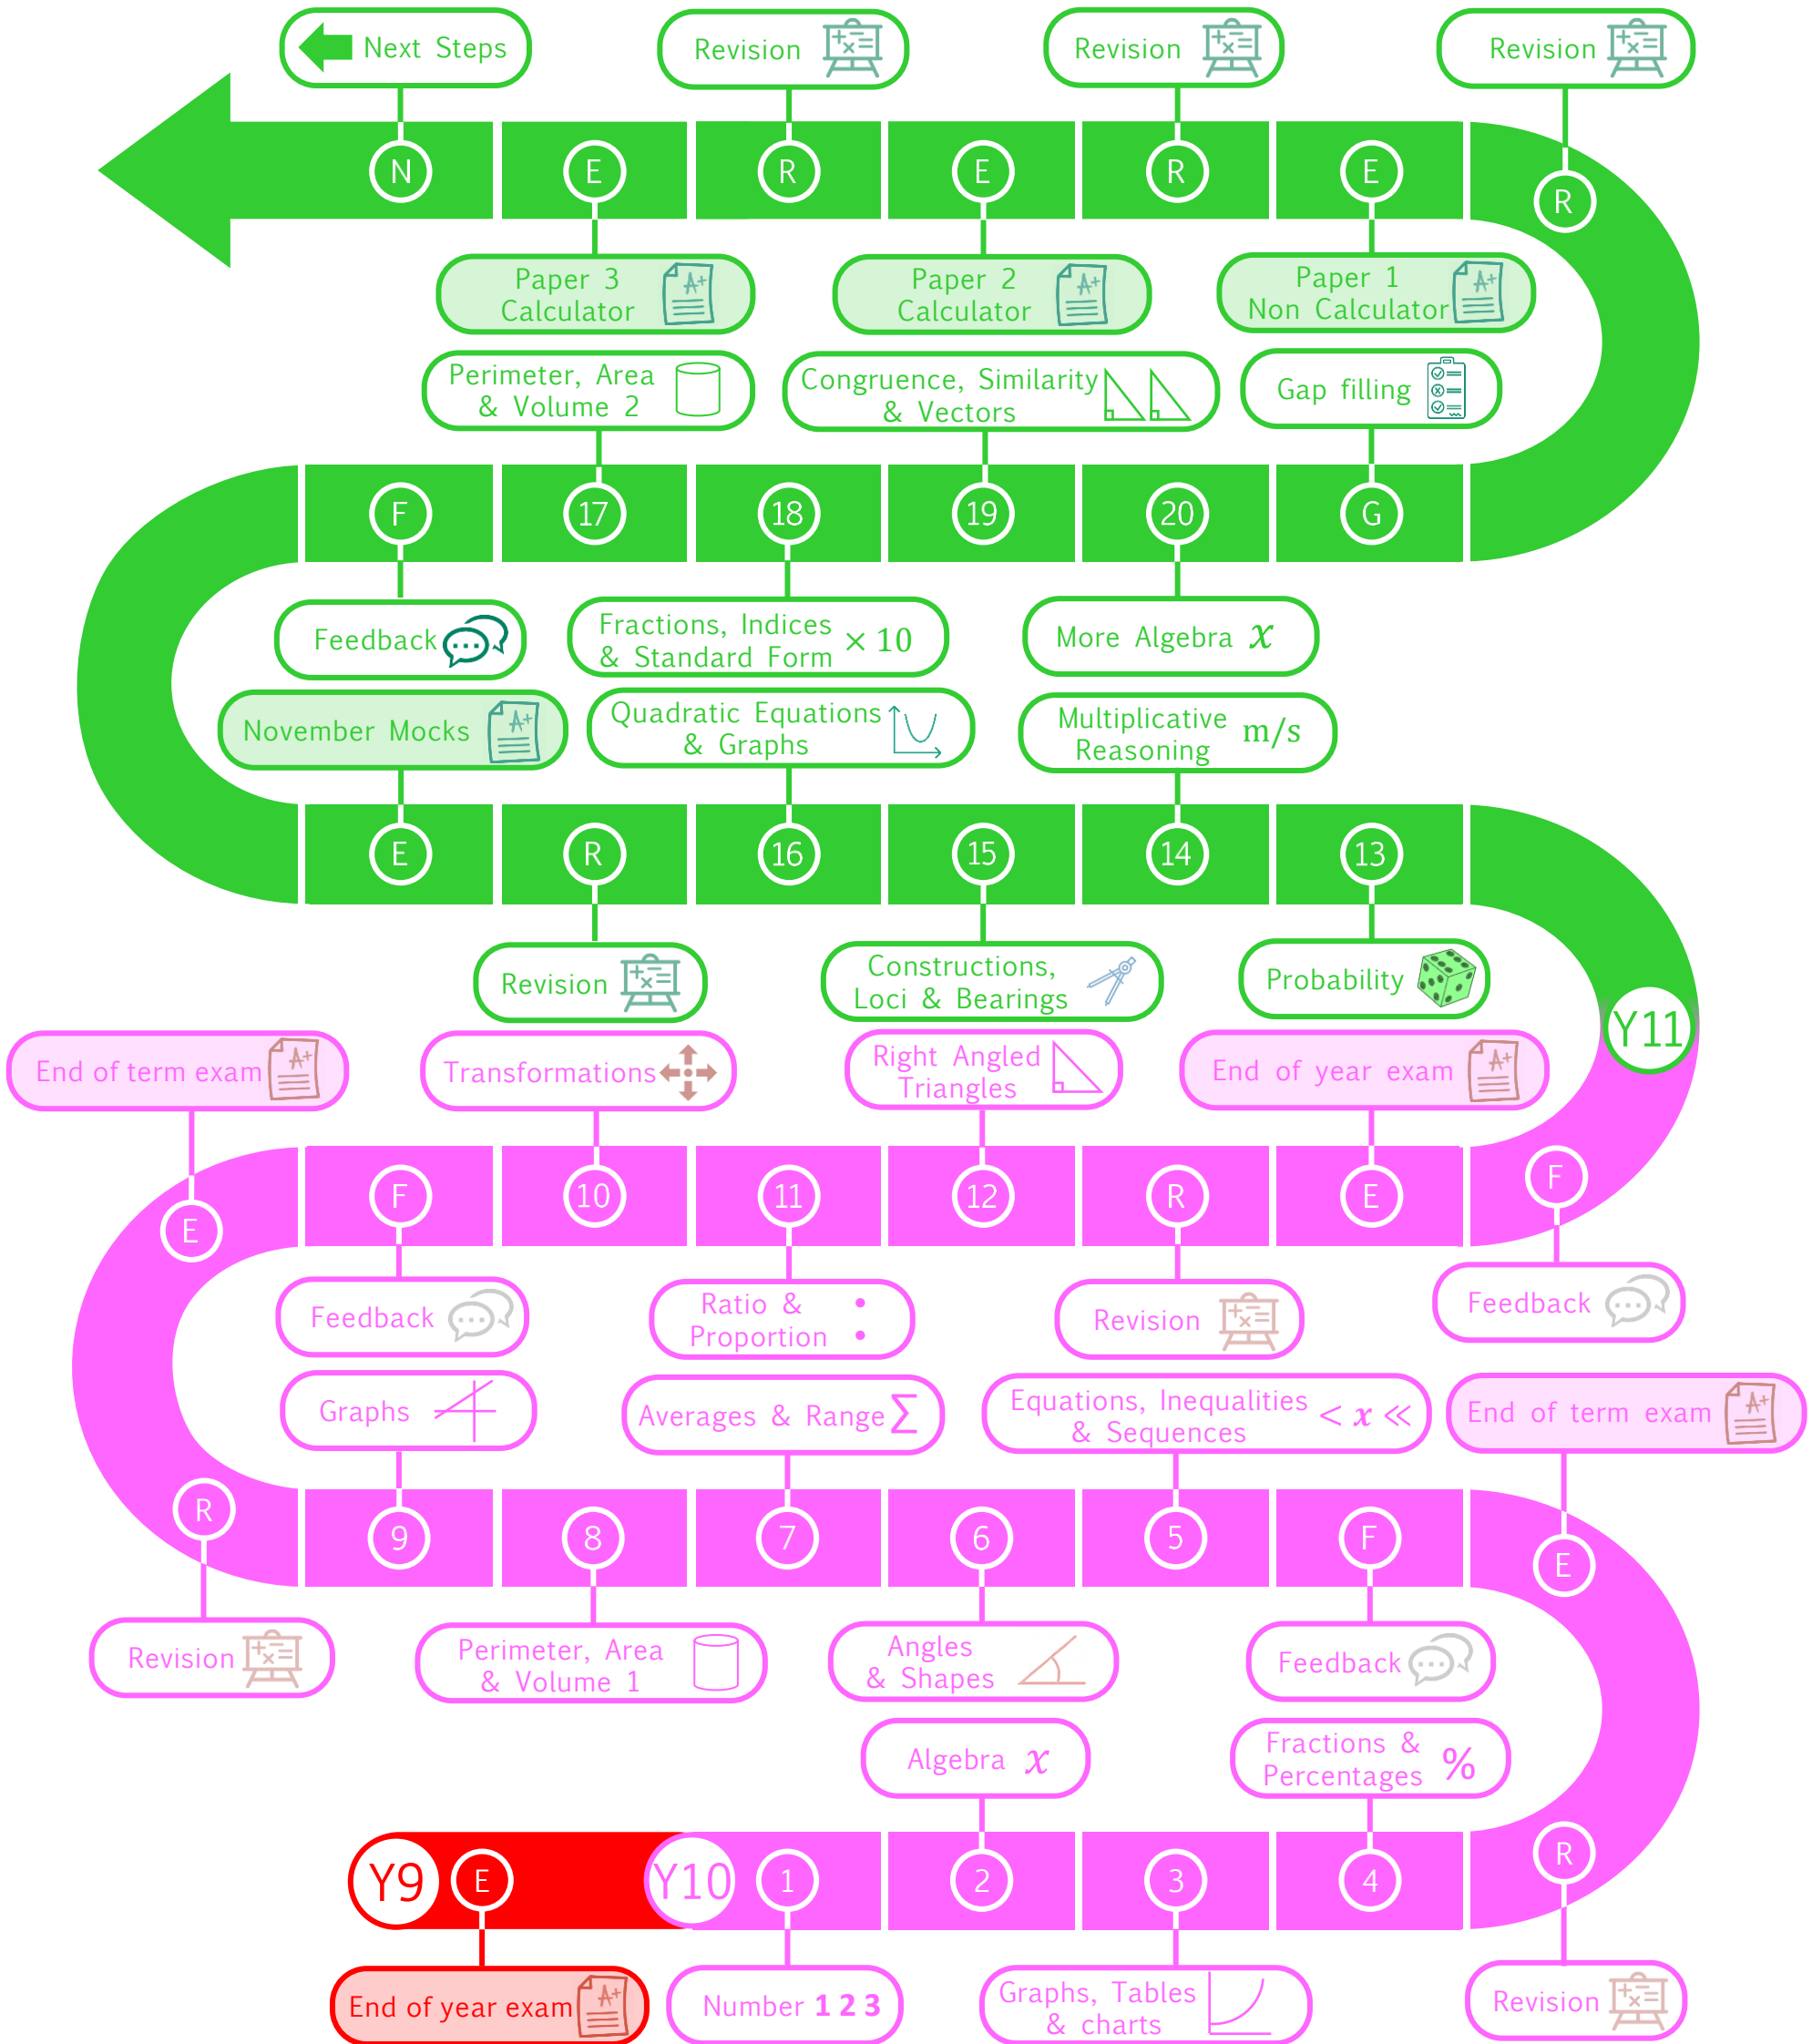 Next Steps
Revision
Revision
Revision
N
E
R
E
R
E
R
Paper 3
Calculator
Paper 2
Calculator
Paper 1
Non Calculator
Perimeter, Area
& Volume 2
Congruence, Similarity
& Vectors
Gap filling
F
17
18
19
20
G
Feedback
Fractions, Indices
& Standard Form × 10
More Algebra x
November Mocks
Quadratic Equations
& Graphs
Multiplicative
Reasoning m/s
E
R
16
15
14
13
Revision
Constructions,
Loci & Bearings
Probability
Y11
End of term exam
Transformations
Right Angled
Triangles
End of year exam
E
F
10
11
12
R
E
F
Feedback
Ratio &
Proportion :
Revision
Feedback
Graphs
Averages & Range ∑
Equations, Inequalities
& Sequences < x ≪
End of term exam
R
9
8
7
6
5
F
E
Revision
Perimeter, Area
& Volume 1
Angles
& Shapes
Feedback
Algebra x
Fractions &
Percentages %
Y9
E
Y10
1
2
3
4
R
End of year exam
Number 1 2 3
Graphs, Tables
& charts
Revision